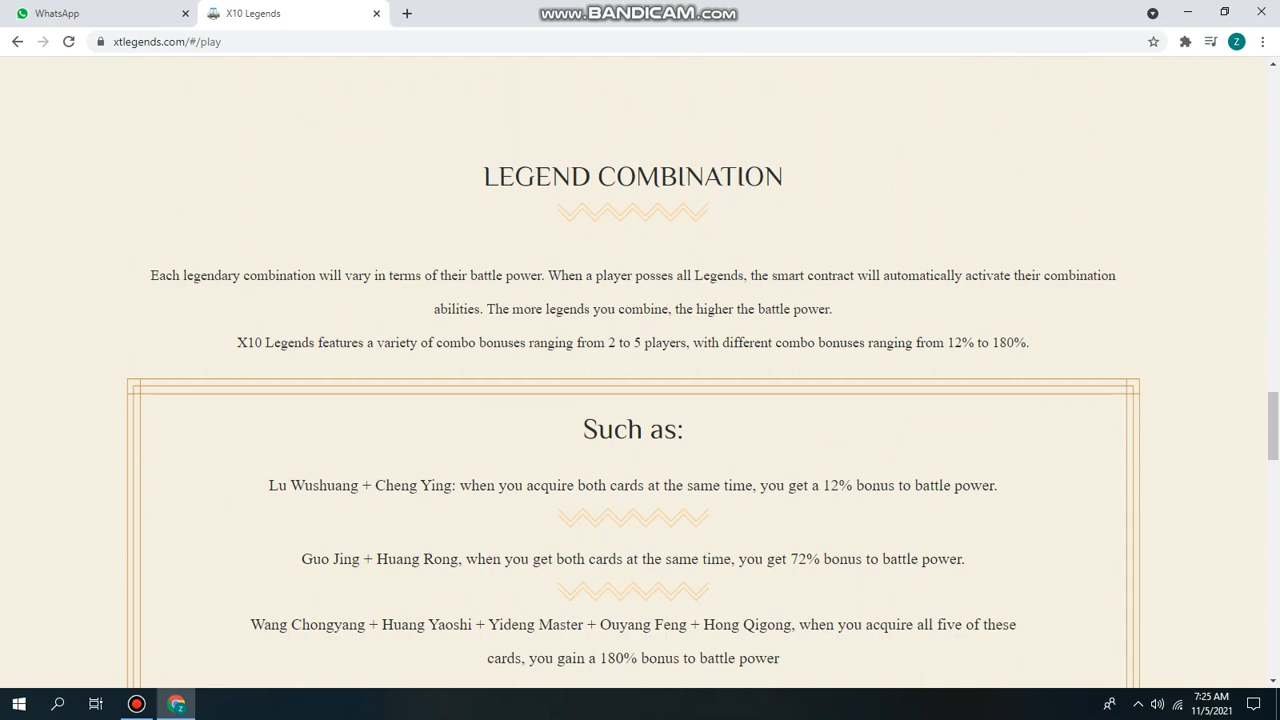 WhatsApp
X10 Legends
www.BANDICAM.com
xtlegends.com/#/play
Z
LEGEND COMBINATION
Each legendary combination will vary in terms of their battle power. When a player posses all Legends, the smart contract will automatically activate their combination
abilities. The more legends you combine, the higher the battle power.
X10 Legends features a variety of combo bonuses ranging from 2 to 5 players, with different combo bonuses ranging from 12% to 180%.
Such as:
Lu Wushuang + Cheng Ying: when you acquire both cards at the same time, you get a 12% bonus to battle power.
Guo Jing + Huang Rong, when you get both cards at the same time, you get 72% bonus to battle power.
Wang Chongyang + Huang Yaoshi + Yideng Master + Ouyang Feng + Hong Qigong, when you acquire all five of these
cards, you gain a 180% bonus to battle power
7:25 AM
11/5/2021